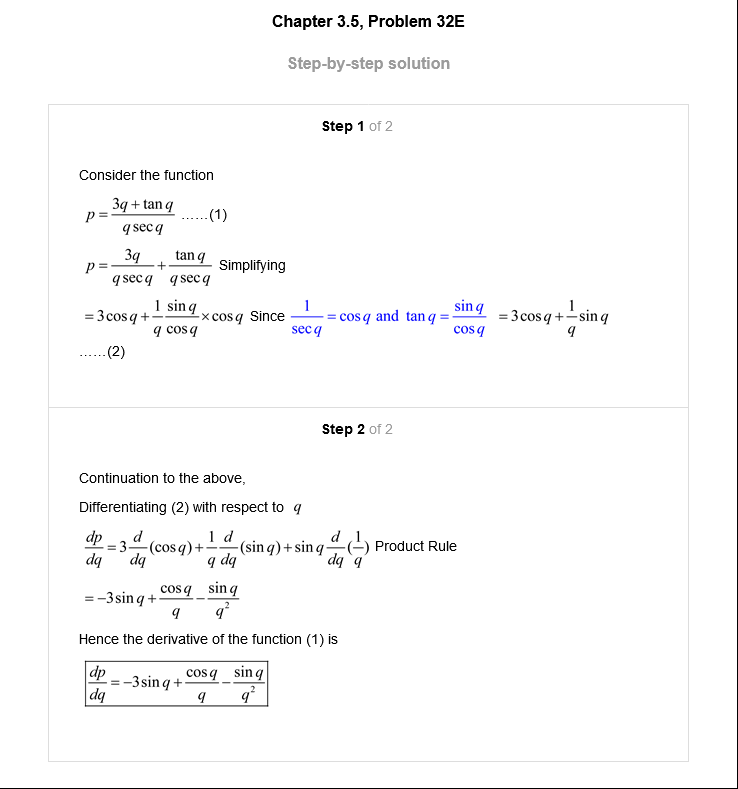 Chapter 3.5, Problem 32E
Step-by-step solution
Step 1 of 2
Consider the function
p = \frac{3q + \tan q}{q \sec q} ......(1)
p = \frac{3q}{q \sec q} + \frac{\tan q}{q \sec q} Simplifying
= 3 \cos q + \frac{1}{q} \frac{\sin q}{\cos q} \times \cos q Since \frac{1}{\sec q} = \cos q and \tan q = \frac{\sin q}{\cos q} = 3 \cos q + \frac{1}{q} \sin q
......(2)
Step 2 of 2
Continuation to the above,
Differentiating (2) with respect to q
\frac{dp}{dq} = 3 \frac{d}{dq} (\cos q) + \frac{1}{q} \frac{d}{dq} (\sin q) + \sin q \frac{d}{dq} (\frac{1}{q}) Product Rule
= -3 \sin q + \frac{\cos q}{q} - \frac{\sin q}{q^2}
Hence the derivative of the function (1) is
\frac{dp}{dq} = -3 \sin q + \frac{\cos q}{q} - \frac{\sin q}{q^2}